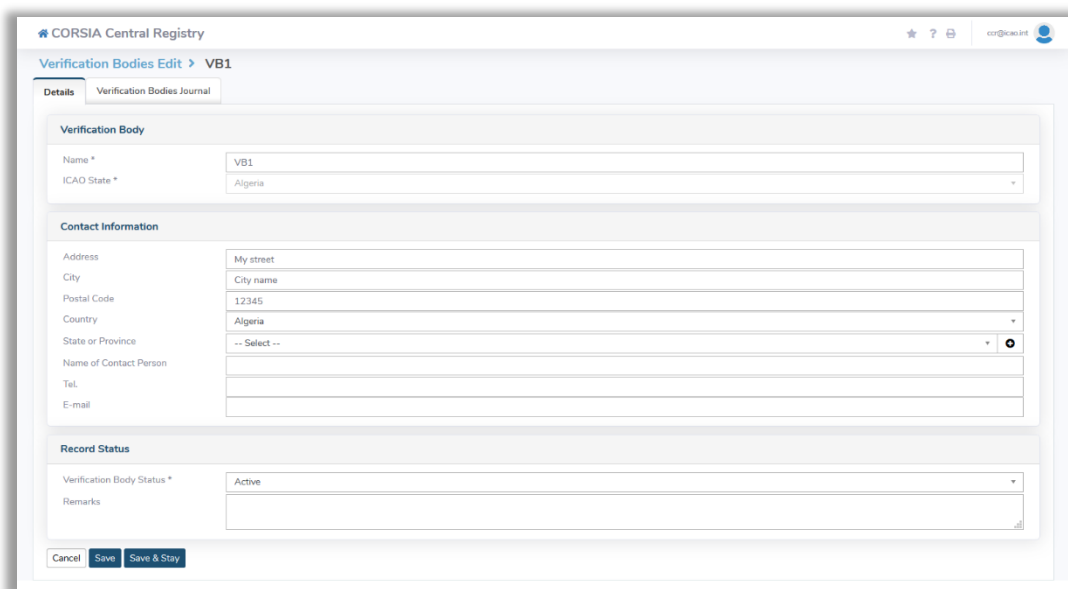 CORSIA Central Registry ? ccr@icao.int
Verification Bodies Edit > VB1
Details Verification Bodies Journal
Verification Body
Name * VB1
ICAO State * Algeria
Contact Information
Address My street
City City name
Postal Code 12345
Country Algeria
State or Province -- Select --
Name of Contact Person
Tel.
E-mail
Record Status
Verification Body Status * Active
Remarks
Cancel Save Save & Stay